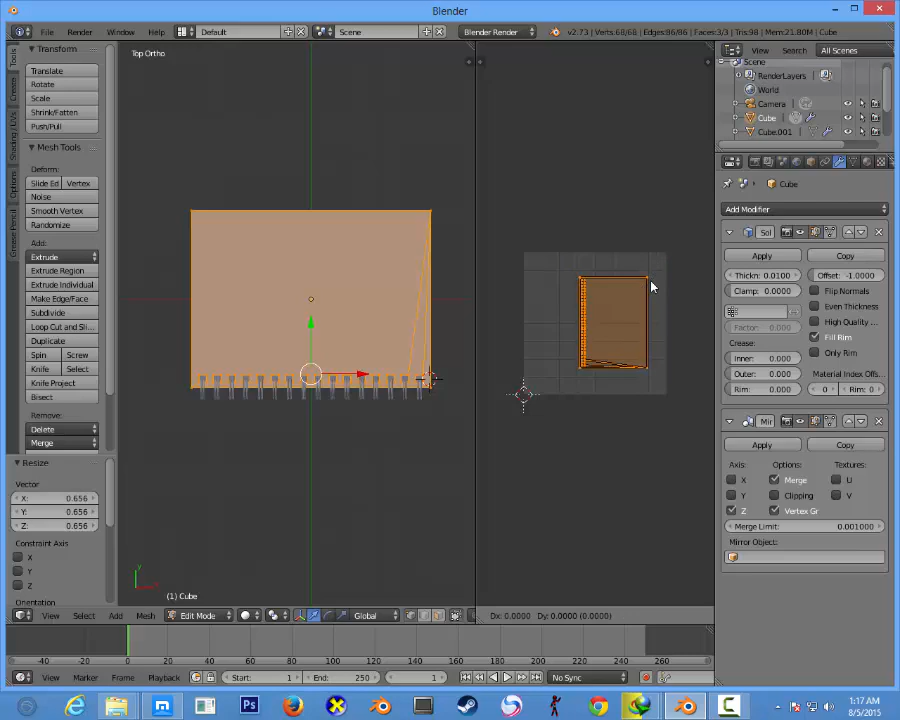 Blender
File Render Window Help Default Scene Blender Render v2.73 | Verts:68/68 | Edges:86/86 | Faces:3/3 | Tris:98 | Mem:21.80M | Cube
Tools
Create
Shading / UVs
Options
Grease Pencil
Transform
Translate
Rotate
Scale
Shrink/Fatten
Push/Pull
Mesh Tools
Deform:
Slide Ed Vertex
Noise
Smooth Vertex
Randomize
Add:
Extrude
Extrude Region
Extrude Individual
Make Edge/Face
Subdivide
Loop Cut and Sli...
Duplicate
Spin Screw
Knife Select
Knife Project
Bisect
Remove:
Delete
Merge
Resize
Vector
X: 0.656
Y: 0.656
Z: 0.656
Constraint Axis
X
Y
Z
Orientation
Top Ortho
(1) Cube
View Select Add Mesh Edit Mode Global
Dx: 0.0000 Dy: 0.0000 (0.0000)
View Search All Scenes
Scene
RenderLayers
World
Camera
Cube
Cube.001
Cube
Add Modifier
Sol
Apply Copy
Thickn: 0.0100 Offset: -1.0000
Clamp: 0.0000 Flip Normals
Even Thickness
High Quality ...
Factor: 0.000 Fill Rim
Crease: Only Rim
Inner: 0.000
Outer: 0.000 Material Index Offs...
Rim: 0.000 0 Rim: 0
Mir
Apply Copy
Axis: Options: Textures:
X Merge U
Y Clipping V
Z Vertex Gr
Merge Limit: 0.001000
Mirror Object:
-40 -20 0 20 40 60 80 100 120 140 160 180 200 220 240 260
View Marker Frame Playback Start: 1 End: 250 1 No Sync
1:17 AM
8/5/2015